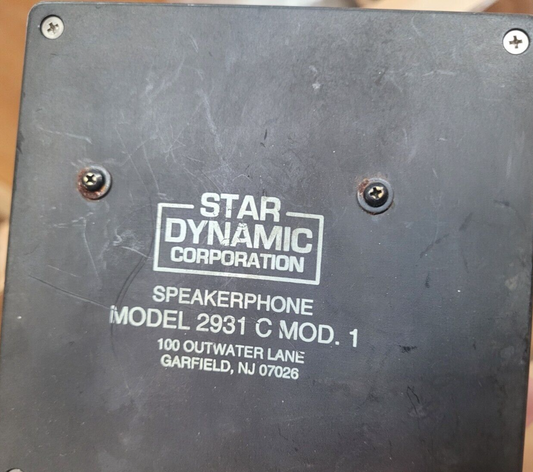 STAR
DYNAMIC
CORPORATION
SPEAKERPHONE
MODEL 2931 C MOD. 1
100 OUTWATER LANE
GARFIELD, NJ 07026